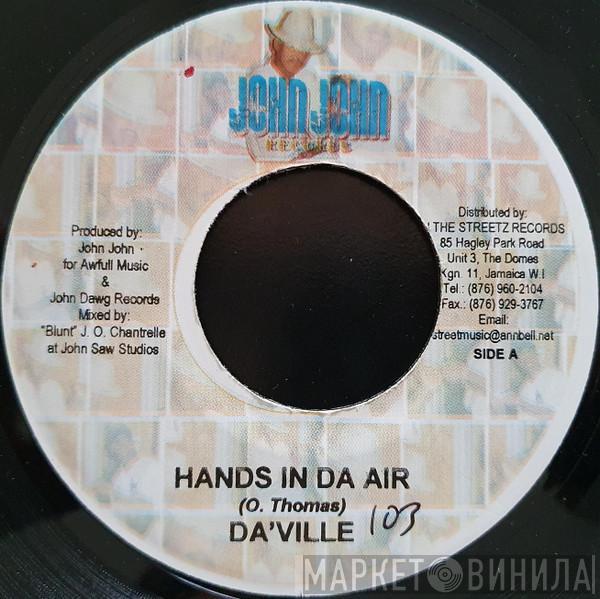 JOHN JOHN
RECORDS
Produced by:
John John
for Awfull Music
&
John Dawg Records
Mixed by:
"Blunt" J. O. Chantrelle
at John Saw Studios
Distributed by:
THE STREETZ RECORDS
85 Hagley Park Road
Unit 3, The Domes
Kgn. 11, Jamaica W.I
Tel.: (876) 960-2104
Fax.: (876) 929-3767
Email:
streetmusic@annbell.net
SIDE A
HANDS IN DA AIR
(O. Thomas)
DA'VILLE 103
МАРКЕТ ВИНИЛА